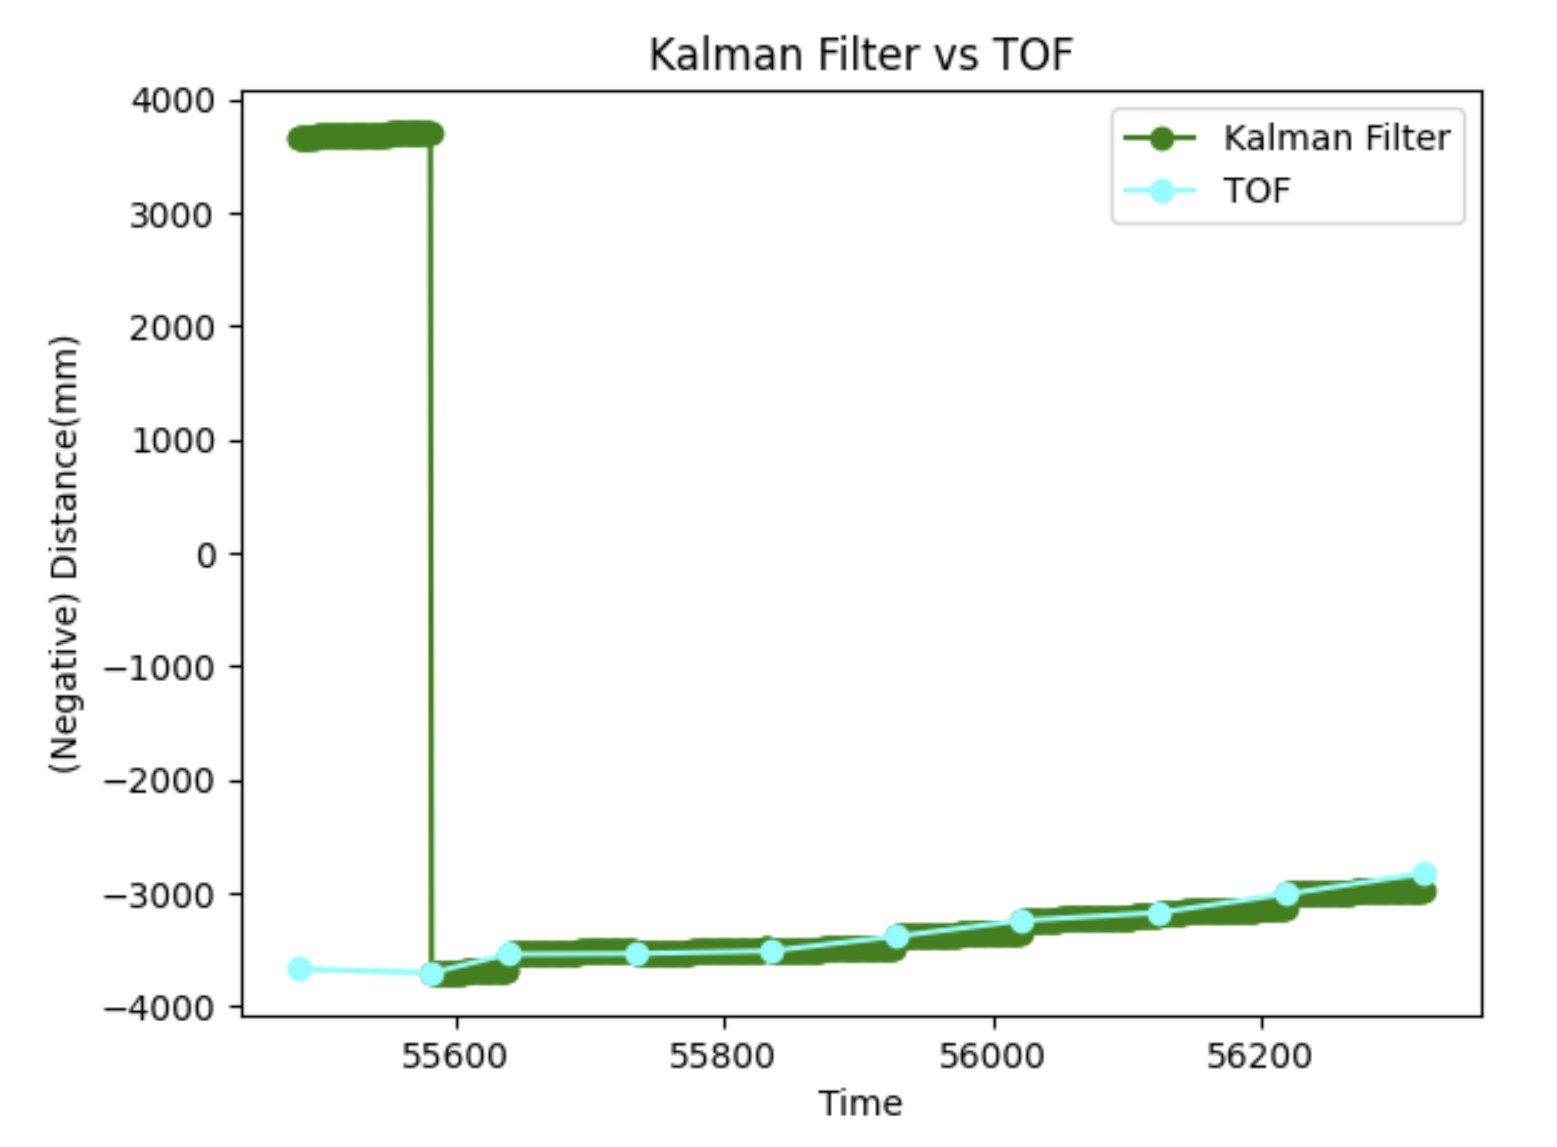 Kalman Filter vs TOF
Kalman Filter
TOF
(Negative) Distance(mm)
4000
3000
2000
1000
0
−1000
−2000
−3000
−4000
55600 55800 56000 56200
Time